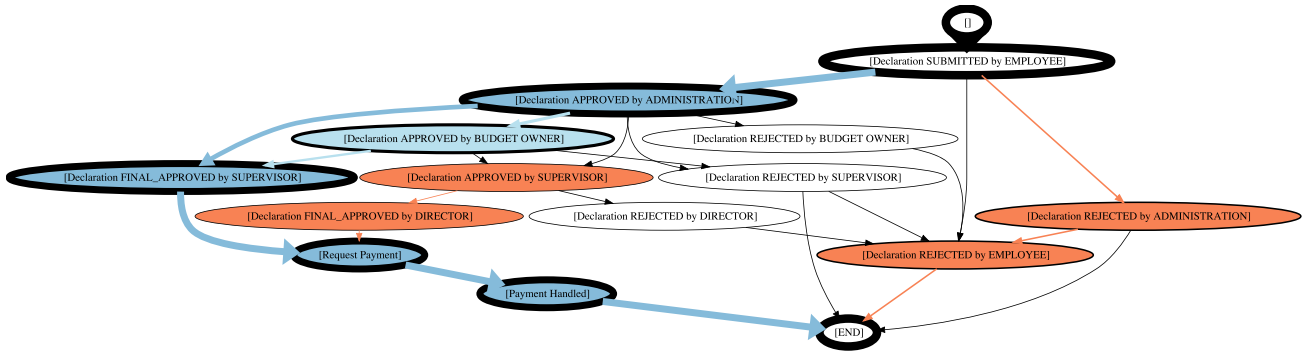 []
[Declaration SUBMITTED by EMPLOYEE]
[Declaration APPROVED by ADMINISTRATION]
[Declaration APPROVED by BUDGET OWNER]
[Declaration REJECTED by BUDGET OWNER]
[Declaration FINAL_APPROVED by SUPERVISOR]
[Declaration APPROVED by SUPERVISOR]
[Declaration REJECTED by SUPERVISOR]
[Declaration FINAL_APPROVED by DIRECTOR]
[Declaration REJECTED by DIRECTOR]
[Declaration REJECTED by ADMINISTRATION]
[Request Payment]
[Declaration REJECTED by EMPLOYEE]
[Payment Handled]
[END]